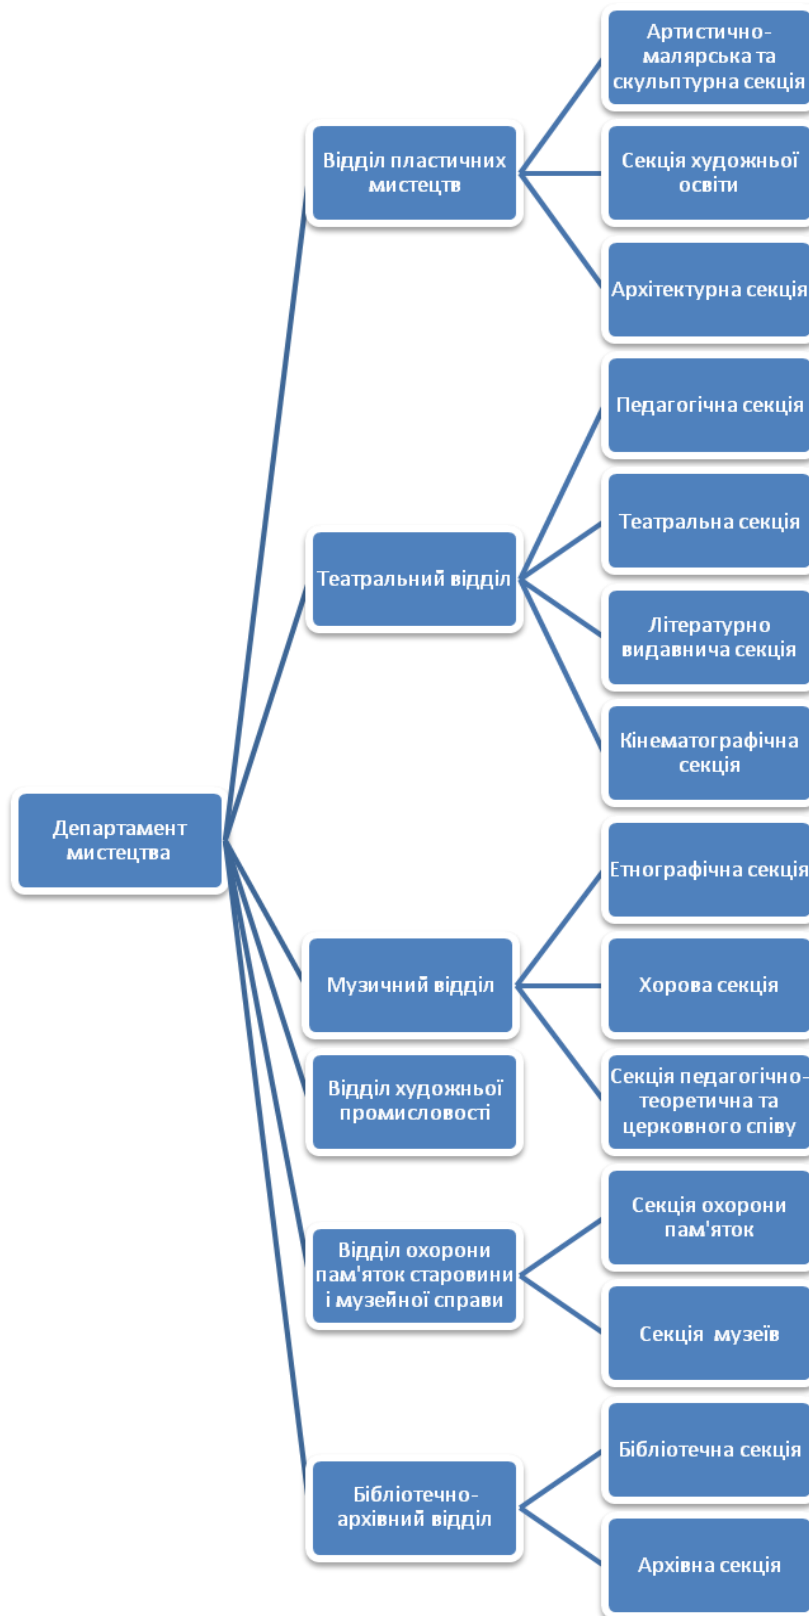 Артистично-
малярська та
скульптурна секція
Відділ пластичних
мистецтв
Секція художньої
освіти
Архітектурна секція
Педагогічна секція
Театральна секція
Театральний відділ
Літературно
видавнича секція
Кінематографічна
секція
Департамент
мистецтва
Етнографічна секція
Музичний відділ
Хорова секція
Відділ художньої
промисловості
Секція педагогічно-
теоретична та
церковного співу
Секція охорони
пам'яток
Відділ охорони
пам'яток старовини
і музейної справи
Секція музеїв
Бібліотечна секція
Бібліотечно-
архівний відділ
Архівна секція